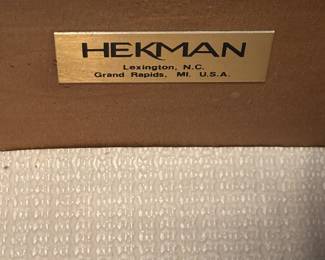 HEKMAN
Lexington, N.C.
Grand Rapids, MI. U.S.A.